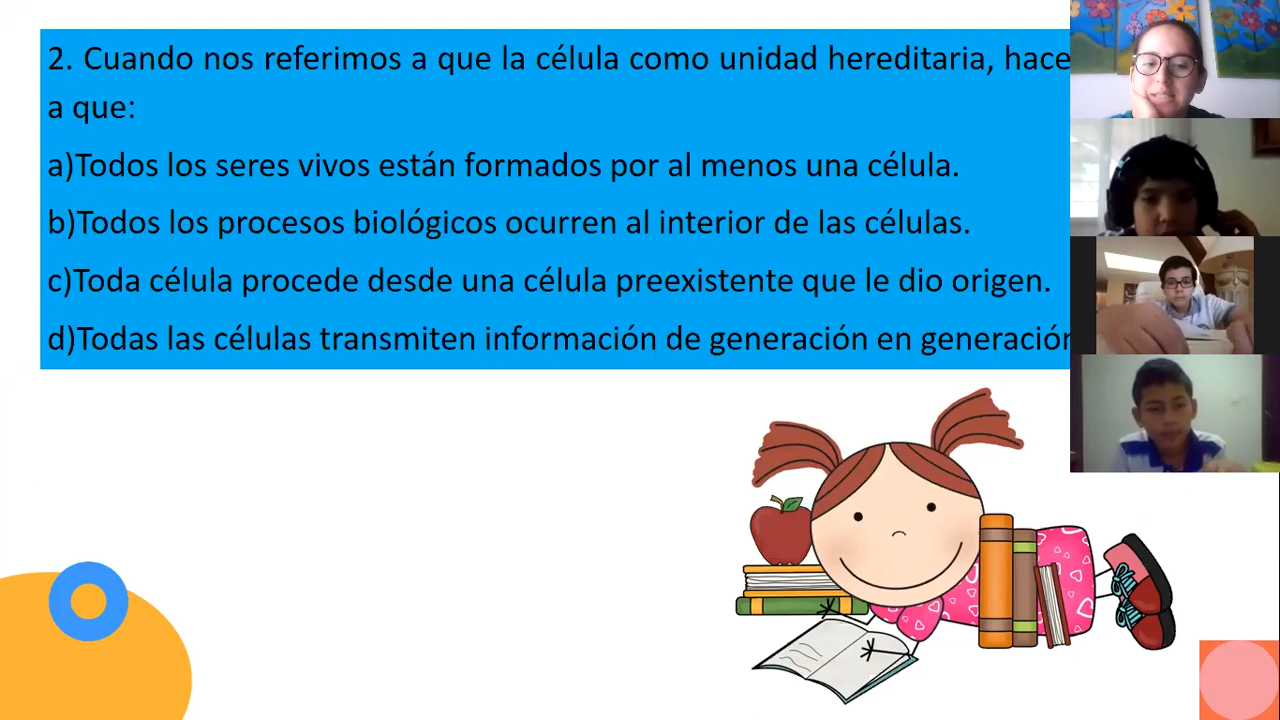 2. Cuando nos referimos a que la célula como unidad hereditaria, hace
a que:
a)Todos los seres vivos están formados por al menos una célula.
b)Todos los procesos biológicos ocurren al interior de las células.
c)Toda célula procede desde una célula preexistente que le dio origen.
d)Todas las células transmiten información de generación en generación